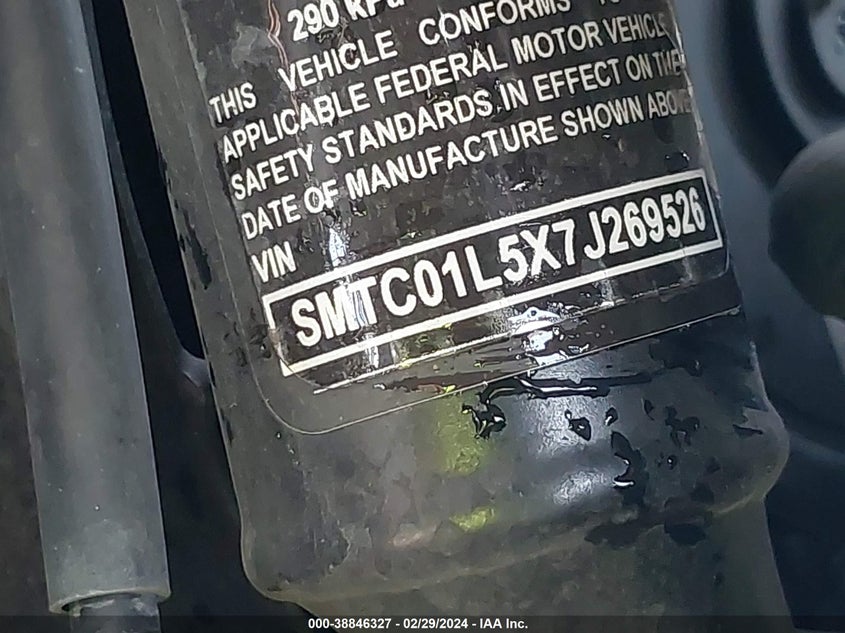 290 kPa
THIS VEHICLE CONFORMS
APPLICABLE FEDERAL MOTOR VEHICLE
SAFETY STANDARDS IN EFFECT ON THE
DATE OF MANUFACTURE SHOWN ABOVE
VIN
SMTC01L5X7J269526
000-38846327 - 02/29/2024 - IAA Inc.